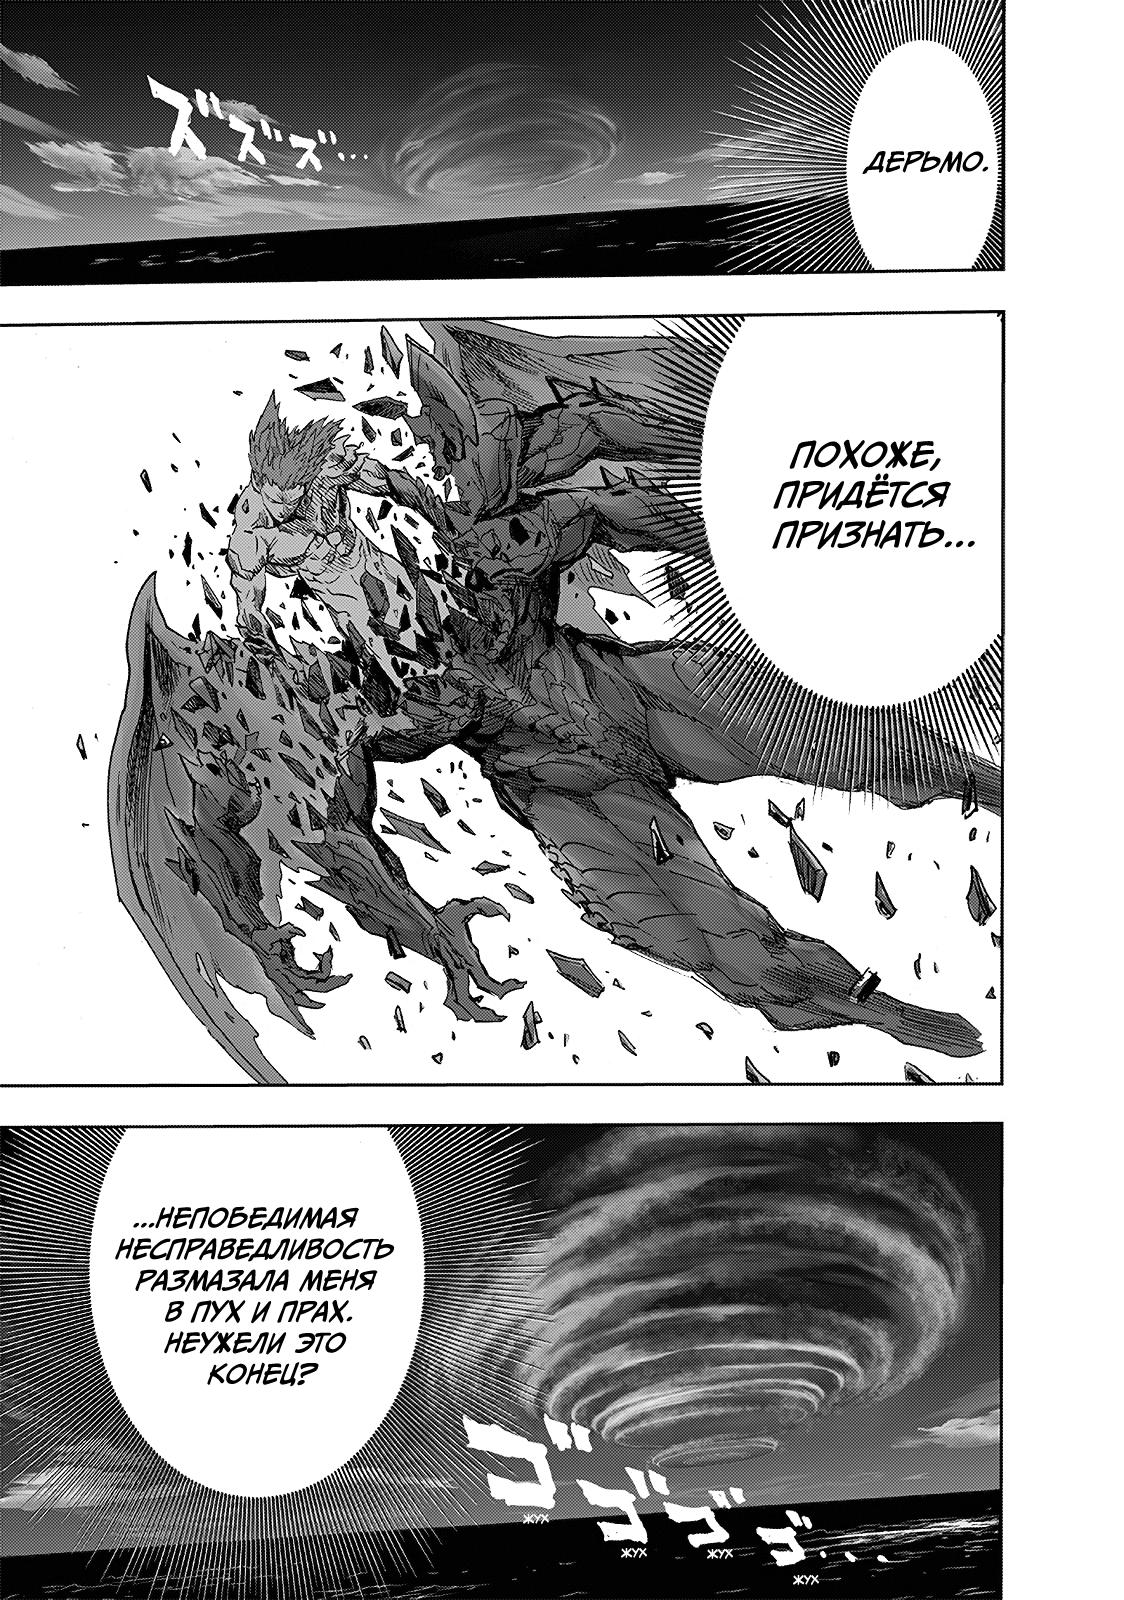 ズズズズ...
ДЕРЬМО.
ПОХОЖЕ,
ПРИДЁТСЯ
ПРИЗНАТЬ...
...НЕПОБЕДИМАЯ
НЕСПРАВЕДЛИВОСТЬ
РАЗМАЗАЛА МЕНЯ
В ПУХ И ПРАХ.
НЕУЖЕЛИ ЭТО
КОНЕЦ?
ゴゴゴゴ...
ЖУХ
ЖУХ
ЖУХ
ЖУХ